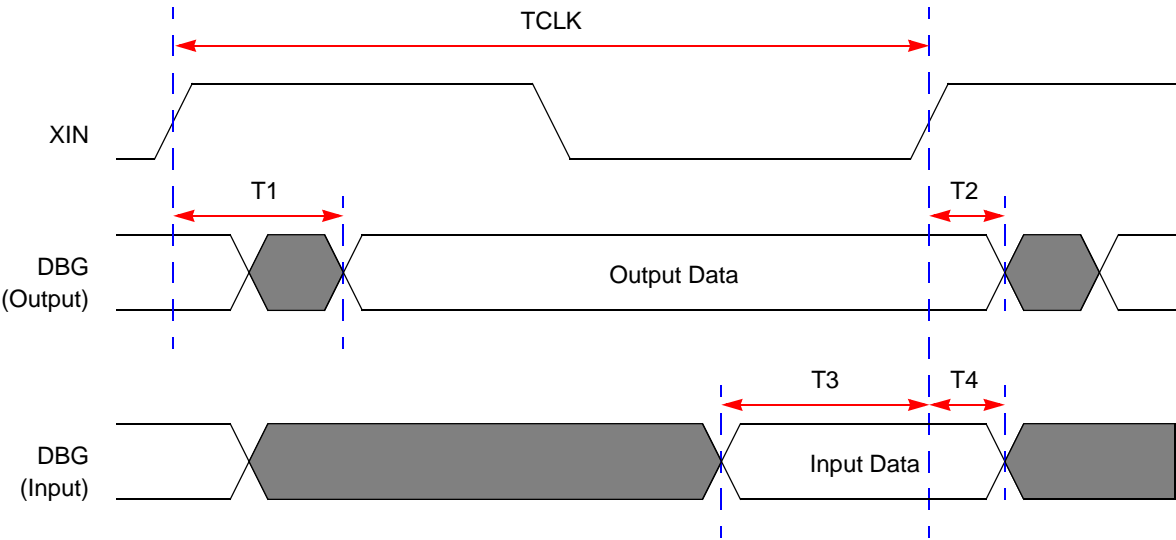 TCLK
XIN
T1
T2
DBG
(Output)
Output Data
T3
T4
DBG
(Input)
Input Data